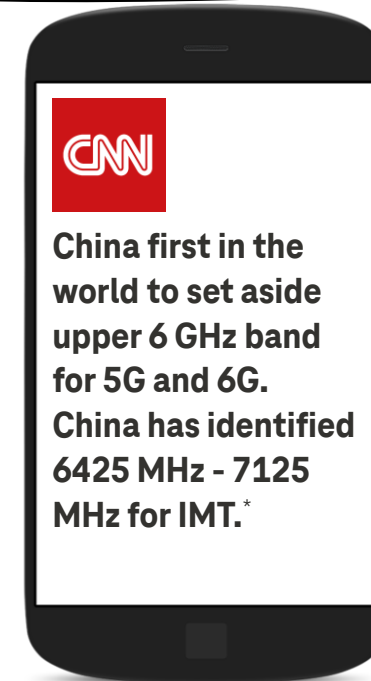 CNN
China first in the
world to set aside
upper 6 GHz band
for 5G and 6G.
China has identified
6425 MHz - 7125
MHz for IMT.*